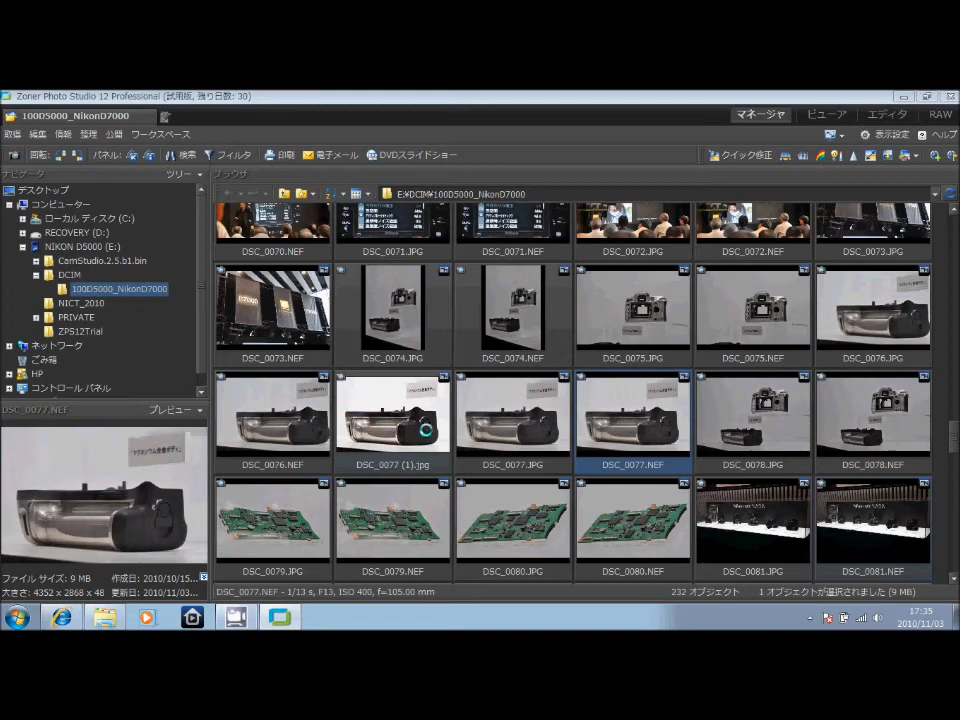 Zoner Photo Studio 12 Professional (試用版, 残り日数: 30)
100D5000_NikonD7000
マネージャ ビューア エディタ RAW
取得 編集 情報 整理 公開 ワークスペース
表示設定 ヘルプ
回転: パネル: 検索 フィルタ 印刷 電子メール DVDスライドショー
クイック修正
ナビゲータ ツリー
ブラウザ
E:¥DCIM¥100D5000_NikonD7000
デスクトップ
コンピューター
ローカル ディスク (C:)
RECOVERY (D:)
NIKON D5000 (E:)
CamStudio.2.5.b1.bin
DCIM
100D5000_NikonD7000
NICT_2010
PRIVATE
ZPS12Trial
ネットワーク
ごみ箱
HP
コントロール パネル
DSC_0070.NEF DSC_0071.JPG DSC_0071.NEF DSC_0072.JPG DSC_0072.NEF DSC_0073.JPG
D7000
DSC_0073.NEF DSC_0074.JPG DSC_0074.NEF DSC_0075.JPG DSC_0075.NEF DSC_0076.JPG
DSC_0076.NEF DSC_0077 (1).jpg DSC_0077.JPG DSC_0077.NEF DSC_0078.JPG DSC_0078.NEF
DSC_0079.JPG DSC_0079.NEF DSC_0080.JPG DSC_0080.NEF DSC_0081.JPG DSC_0081.NEF
DSC_0077.NEF プレビュー
マグネシウム合金ボディ
ファイル サイズ: 9 MB 作成日: 2010/10/15...
大きさ: 4352 x 2868 x 48 更新日: 2010/11/03...
DSC_0077.NEF - 1/13 s, F13, ISO 400, f=105.00 mm
232 オブジェクト 1 オブジェクトが選択されました (9 MB)
17:35
2010/11/03